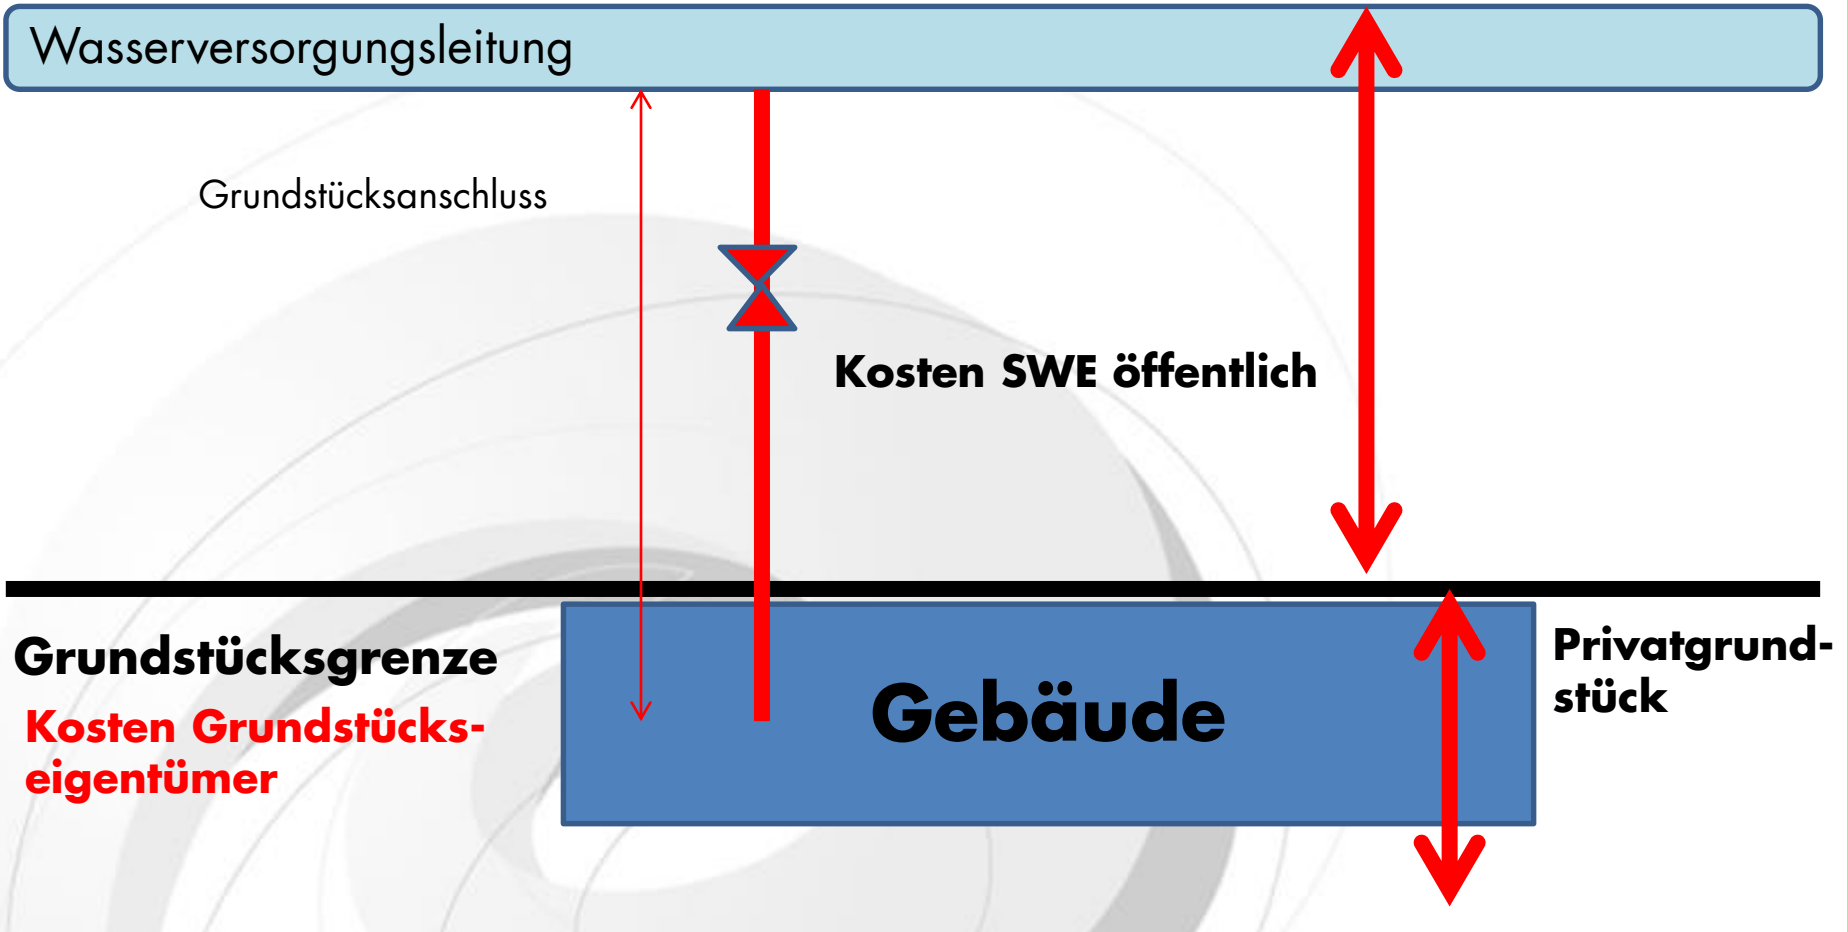 Wasserversorgungsleitung
Grundstücksanschluss
Kosten SWE öffentlich
Grundstücksgrenze
Kosten Grundstücks-
eigentümer
Gebäude
Privatgrund-
stück